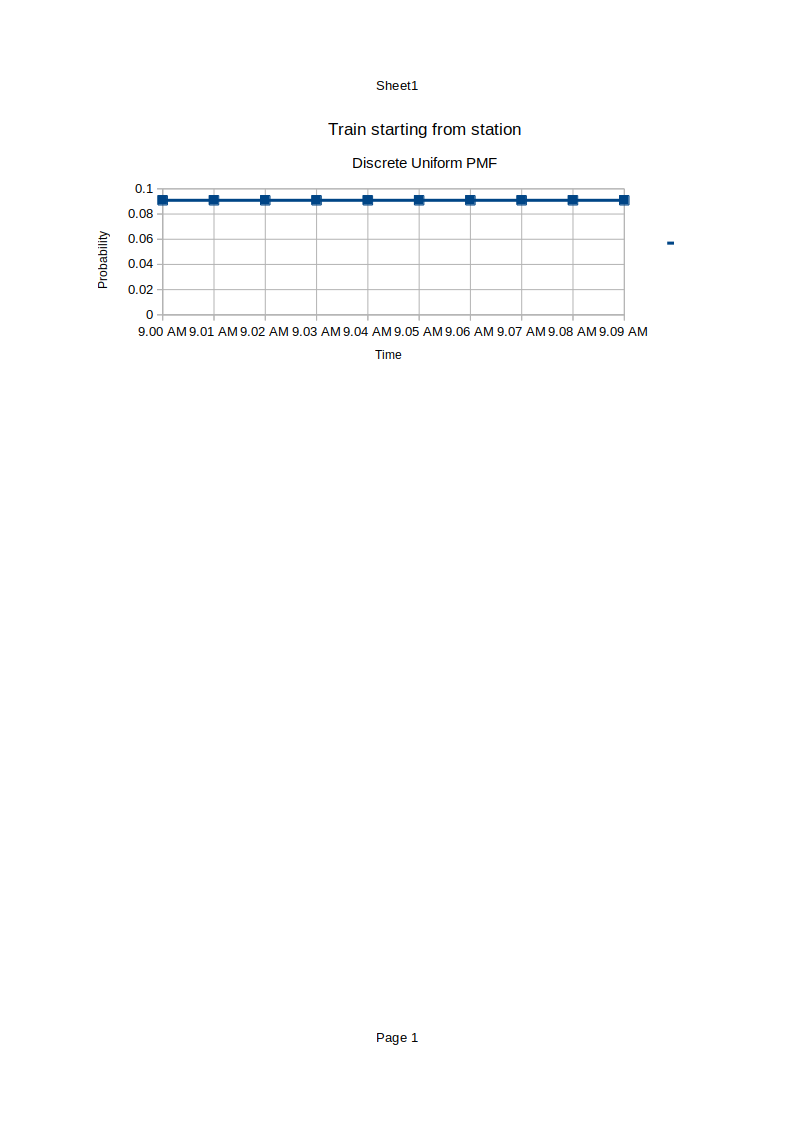 Sheet1
Train starting from station
Discrete Uniform PMF
0.1
0.08
0.06
0.04
0.02
0
Probability
9.00 AM 9.01 AM 9.02 AM 9.03 AM 9.04 AM 9.05 AM 9.06 AM 9.07 AM 9.08 AM 9.09 AM
Time
Page 1